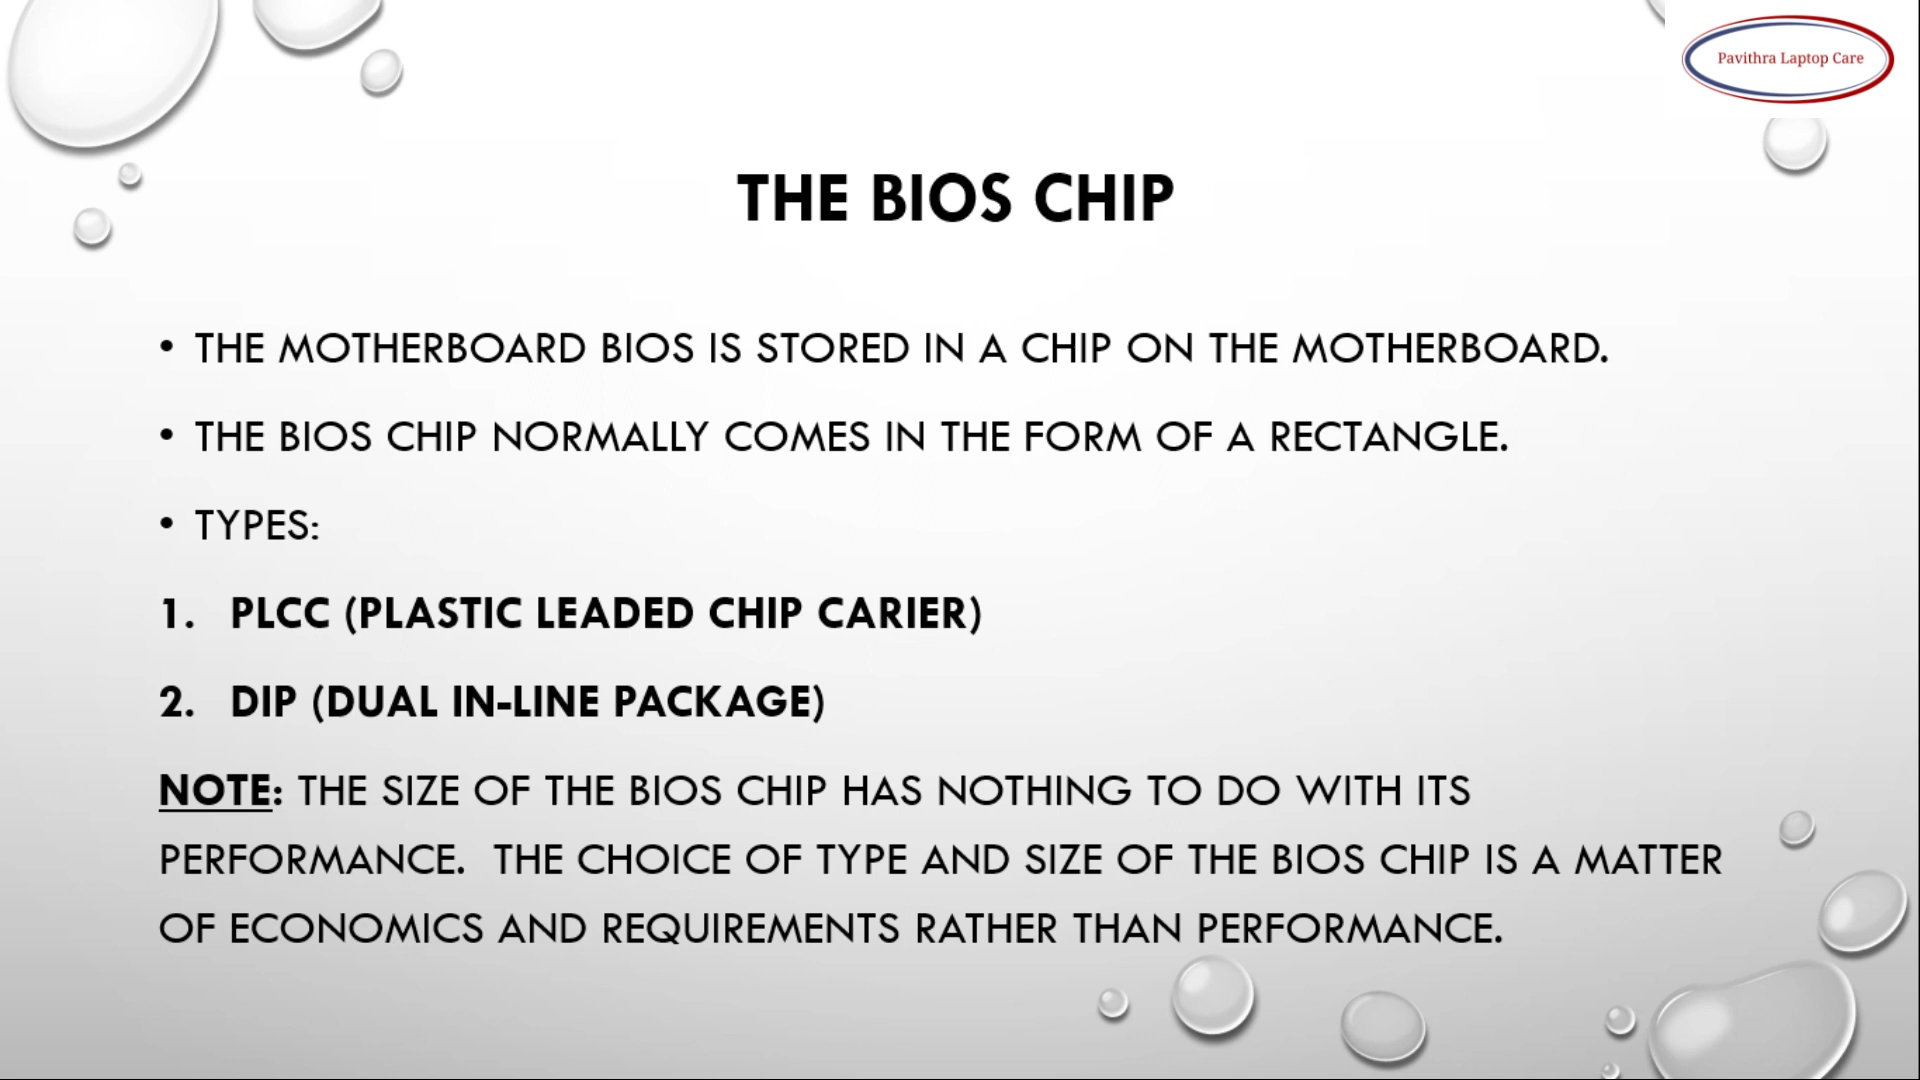 Pavithra Laptop Care
THE BIOS CHIP
• THE MOTHERBOARD BIOS IS STORED IN A CHIP ON THE MOTHERBOARD.
• THE BIOS CHIP NORMALLY COMES IN THE FORM OF A RECTANGLE.
• TYPES:
1. PLCC (PLASTIC LEADED CHIP CARIER)
2. DIP (DUAL IN-LINE PACKAGE)
NOTE: THE SIZE OF THE BIOS CHIP HAS NOTHING TO DO WITH ITS
PERFORMANCE. THE CHOICE OF TYPE AND SIZE OF THE BIOS CHIP IS A MATTER
OF ECONOMICS AND REQUIREMENTS RATHER THAN PERFORMANCE.